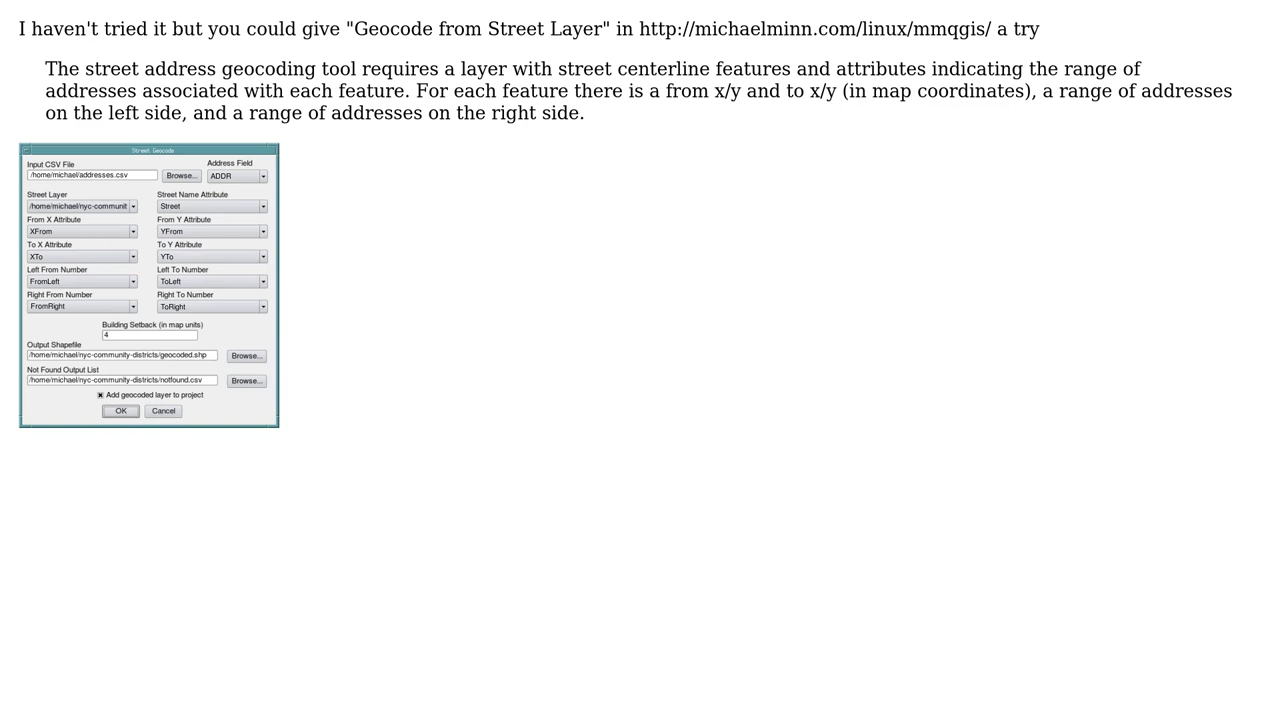 I haven't tried it but you could give "Geocode from Street Layer" in http://michaelminn.com/linux/mmqgis/ a try
The street address geocoding tool requires a layer with street centerline features and attributes indicating the range of
addresses associated with each feature. For each feature there is a from x/y and to x/y (in map coordinates), a range of addresses
on the left side, and a range of addresses on the right side.
Street Geocode
Input CSV File Address Field
/home/michael/addresses.csv Browse... ADDR
Street Layer Street Name Attribute
/home/michael/nyc-communit Street
From X Attribute From Y Attribute
XFrom YFrom
To X Attribute To Y Attribute
XTo YTo
Left From Number Left To Number
FromLeft ToLeft
Right From Number Right To Number
FromRight ToRight
Building Setback (in map units)
4
Output Shapefile
/home/michael/nyc-community-districts/geocoded.shp Browse...
Not Found Output List
/home/michael/nyc-community-districts/notfound.csv Browse...
Add geocoded layer to project
OK Cancel